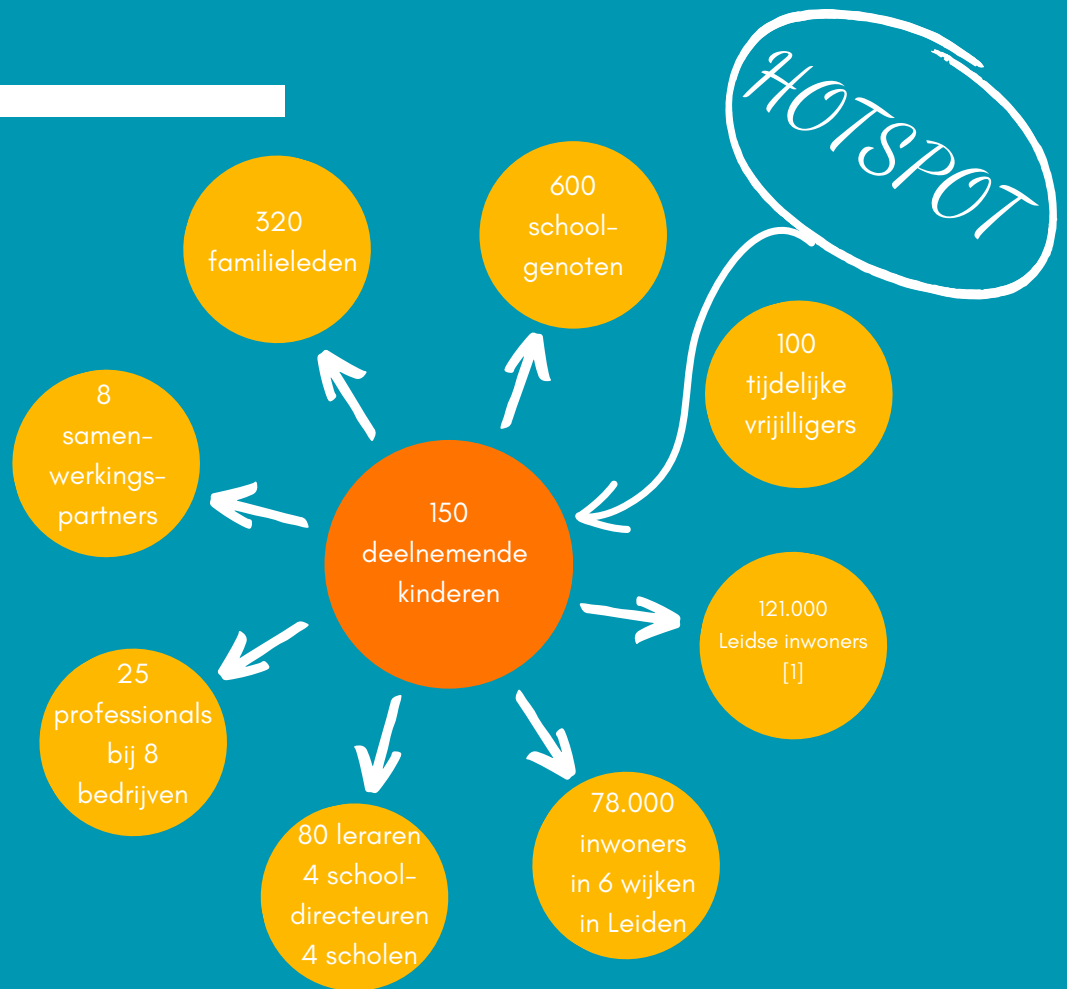 HOTSPOT
320
familieleden
600
school-
genoten
100
tijdelijke
vrijilligers
8
samen-
werkings-
partners
150
deelnemende
kinderen
121.000
Leidse inwoners
[1]
25
professionals
bij 8
bedrijven
80 leraren
4 school-
directeuren
4 scholen
78.000
inwoners
in 6 wijken
in Leiden